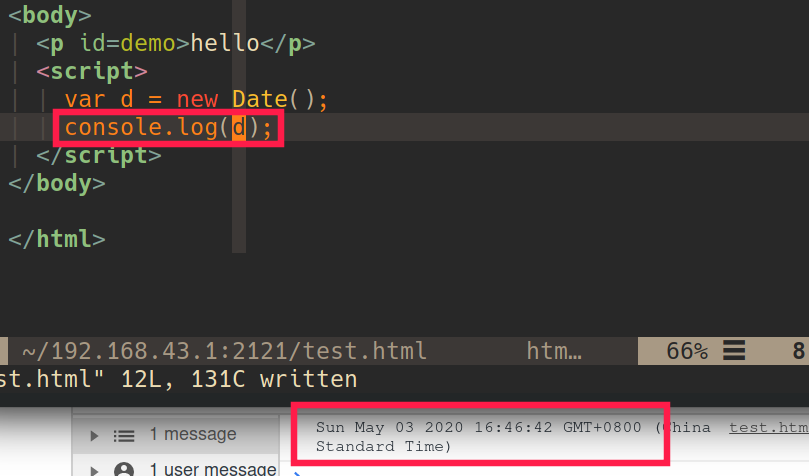 <body>
<p id=demo>hello</p>
<script>
var d = new Date();
console.log(d);
</script>
</body>
</html>
~/192.168.43.1:2121/test.html htm… 66% ☰ 8
st.html" 12L, 131C written
Sun May 03 2020 16:46:42 GMT+0800 (China test.htm
Standard Time)
1 message
1 user message